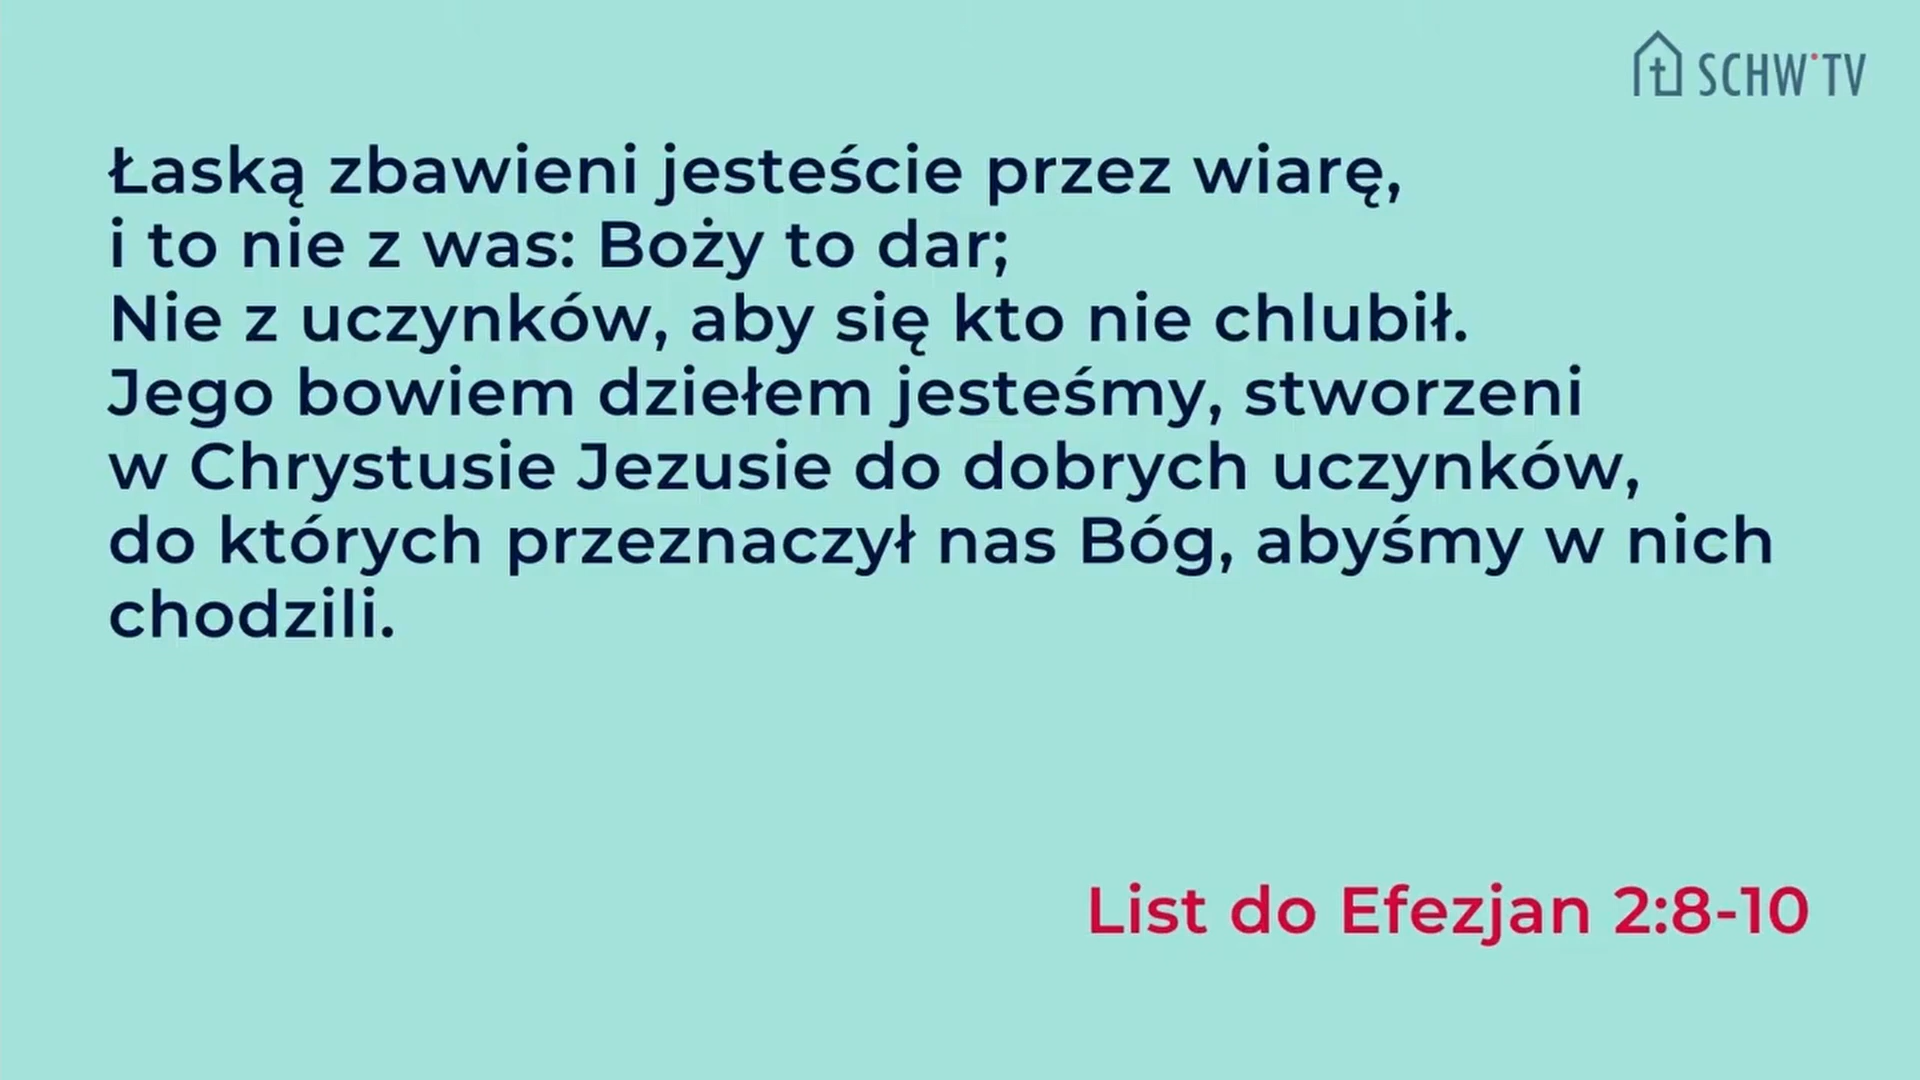 SCHW TV
Łaską zbawieni jesteście przez wiarę,
i to nie z was: Boży to dar;
Nie z uczynków, aby się kto nie chlubił.
Jego bowiem dziełem jesteśmy, stworzeni
w Chrystusie Jezusie do dobrych uczynków,
do których przeznaczył nas Bóg, abyśmy w nich
chodzili.
List do Efezjan 2:8-10